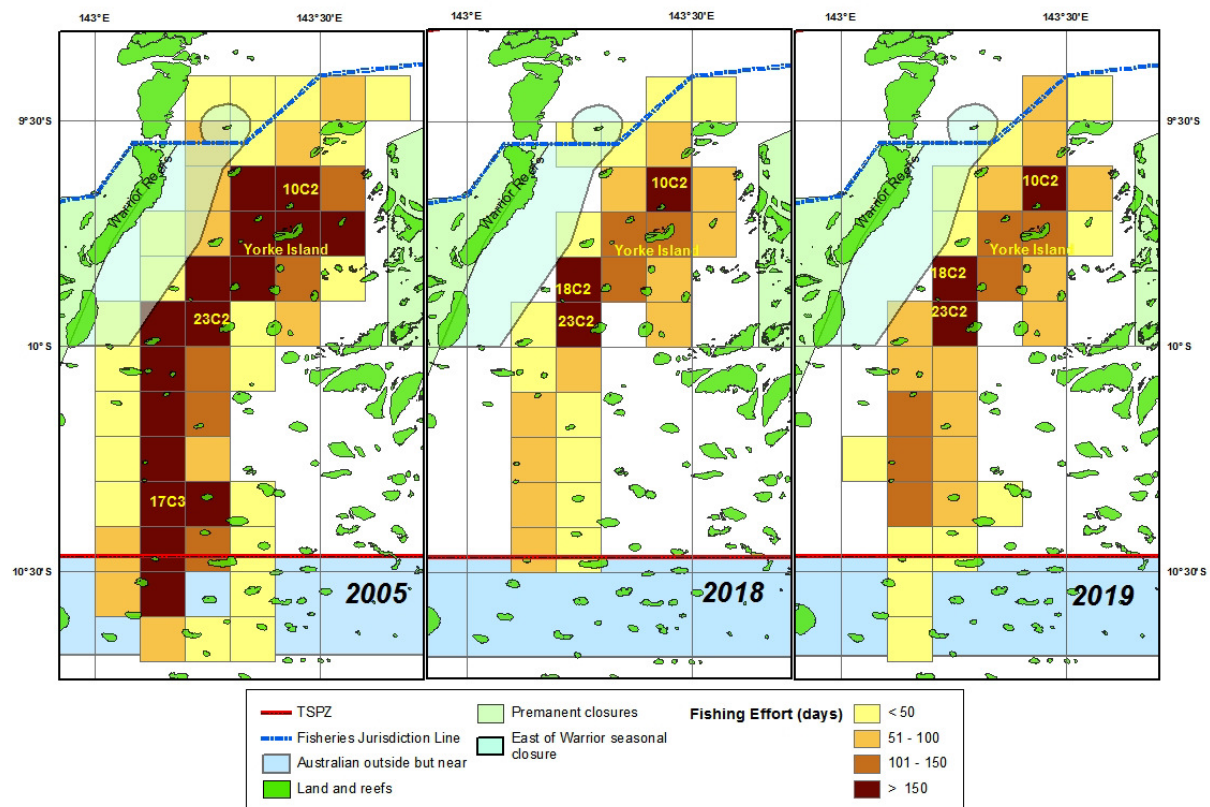 143° E
143°30'E
143° E
143°30'E
143° E
143°30'E
9°30'S
10°S
10°30'S
Warrior Reefs
10C2
Yorke Island
23C2
17C3
2005
Warrior Reefs
10C2
Yorke Island
18C2
23C2
2018
Warrior Reefs
10C2
Yorke Island
18C2
23C2
2019
9°30'S
10°S
10°30'S
TSPZ
Fisheries Jurisdiction Line
Australian outside but near
Land and reefs
Premanent closures
East of Warrior seasonal
closure
Fishing Effort (days)
< 50
51 - 100
101 - 150
> 150